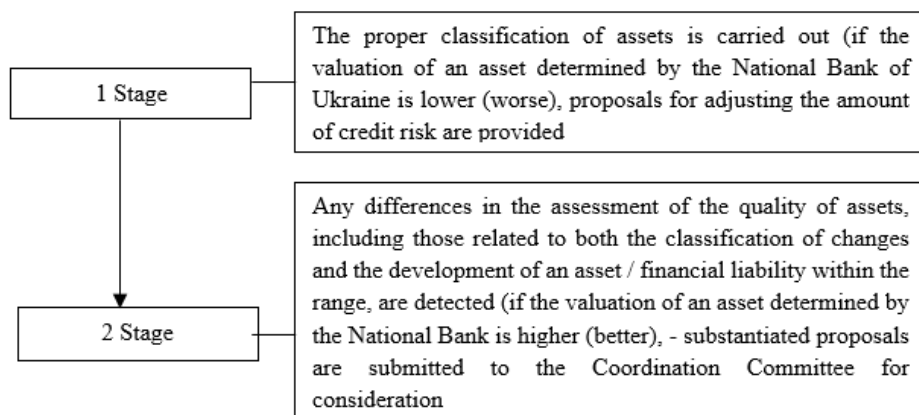 1 Stage
The proper classification of assets is carried out (if the
valuation of an asset determined by the National Bank of
Ukraine is lower (worse), proposals for adjusting the amount
of credit risk are provided
2 Stage
Any differences in the assessment of the quality of assets,
including those related to both the classification of changes
and the development of an asset / financial liability within the
range, are detected (if the valuation of an asset determined by
the National Bank is higher (better), - substantiated proposals
are submitted to the Coordination Committee for
consideration